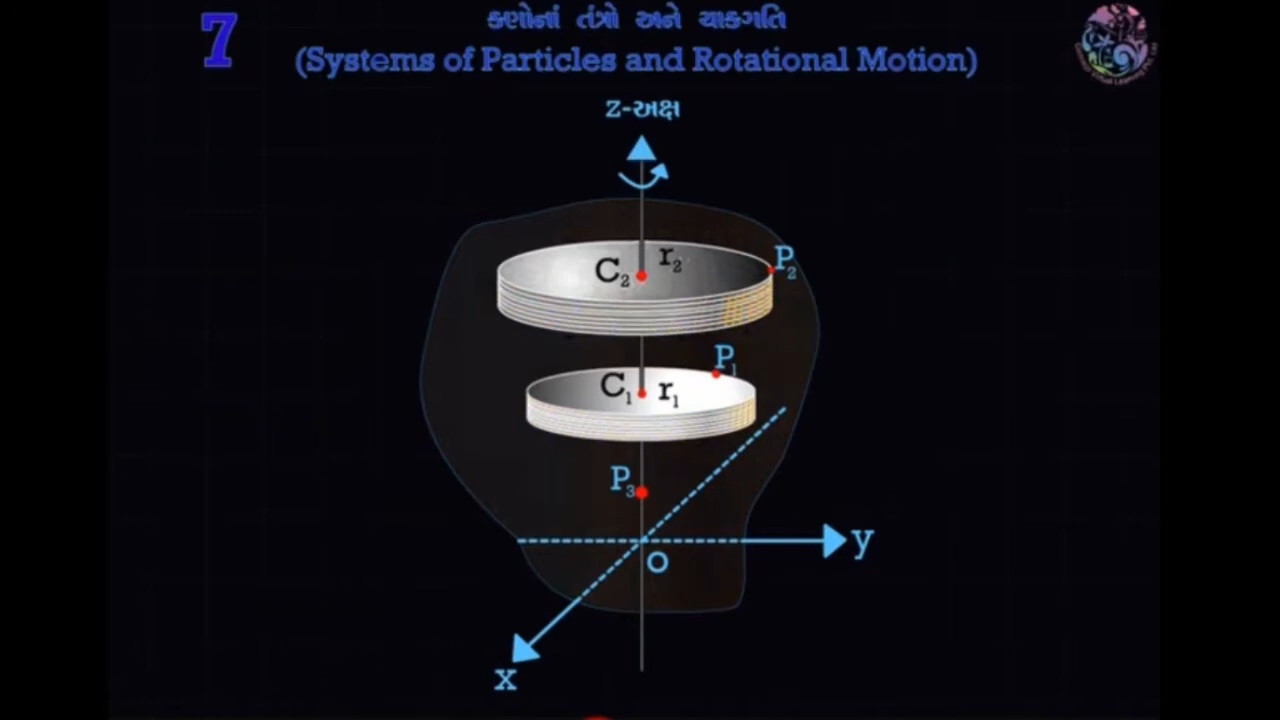 7
કણોનાં તંત્રો અને ચાકગતિ
(Systems of Particles and Rotational Motion)
z-અક્ષ
C₂ r₂ P₂
P₁
C₁ r₁
P₃
y
O
x